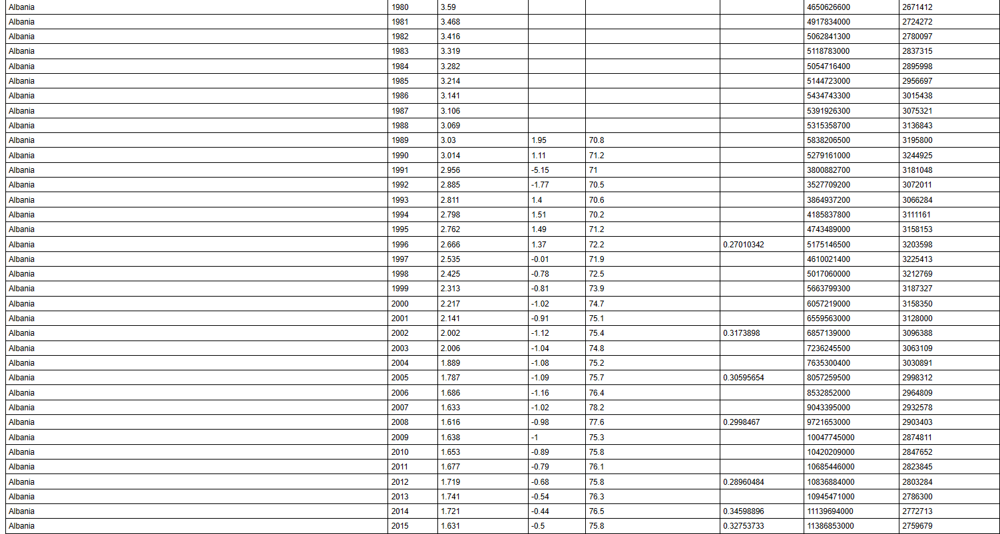 Albania 1980 3.59 4650626600 2671412
Albania 1981 3.468 4917834000 2724272
Albania 1982 3.416 5062841300 2780097
Albania 1983 3.319 5118783000 2837315
Albania 1984 3.282 5054716400 2895998
Albania 1985 3.214 5144723000 2956697
Albania 1986 3.141 5434743300 3015438
Albania 1987 3.106 5391926300 3075321
Albania 1988 3.069 5315358700 3136843
Albania 1989 3.03 1.95 70.8 5838206500 3195800
Albania 1990 3.014 1.11 71.2 5279161000 3244925
Albania 1991 2.956 -5.15 71 3800882700 3181048
Albania 1992 2.885 -1.77 70.5 3527709200 3072011
Albania 1993 2.811 1.4 70.6 3864937200 3066284
Albania 1994 2.798 1.51 70.2 4185837800 3111161
Albania 1995 2.762 1.49 71.2 4743489000 3158153
Albania 1996 2.666 1.37 72.2 0.27010342 5175146500 3203598
Albania 1997 2.535 -0.01 71.9 4610021400 3225413
Albania 1998 2.425 -0.78 72.5 5017060000 3212769
Albania 1999 2.313 -0.81 73.9 5663799300 3187327
Albania 2000 2.217 -1.02 74.7 6057219000 3158350
Albania 2001 2.141 -0.91 75.1 6559563000 3128000
Albania 2002 2.002 -1.12 75.4 0.3173898 6857139000 3096388
Albania 2003 2.006 -1.04 74.8 7236245500 3063109
Albania 2004 1.889 -1.08 75.2 7635300400 3030891
Albania 2005 1.787 -1.09 75.7 0.30595654 8057259500 2998312
Albania 2006 1.686 -1.16 76.4 8532852000 2964809
Albania 2007 1.633 -1.02 78.2 9043395000 2932578
Albania 2008 1.616 -0.98 77.6 0.2998467 9721653000 2903403
Albania 2009 1.638 -1 75.3 10047745000 2874811
Albania 2010 1.653 -0.89 75.8 10420209000 2847652
Albania 2011 1.677 -0.79 76.1 10685446000 2823845
Albania 2012 1.719 -0.68 75.8 0.28960484 10836884000 2803284
Albania 2013 1.741 -0.54 76.3 10945471000 2786300
Albania 2014 1.721 -0.44 76.5 0.34598896 11139694000 2772713
Albania 2015 1.631 -0.5 75.8 0.32753733 11386853000 2759679